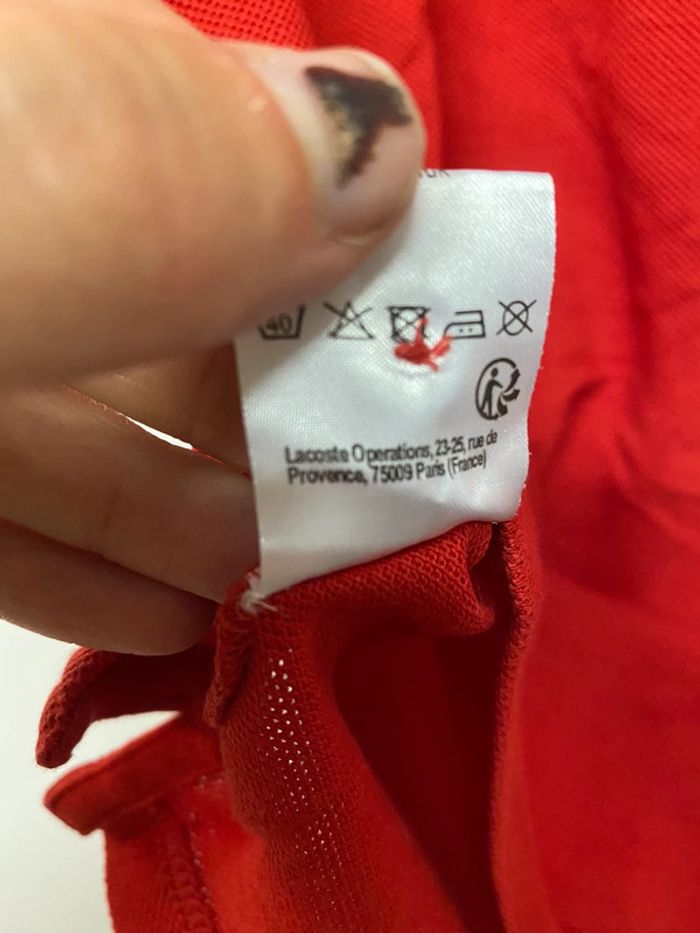 40
Lacoste Operations, 23-25, rue de
Provence, 75009 Paris (France)